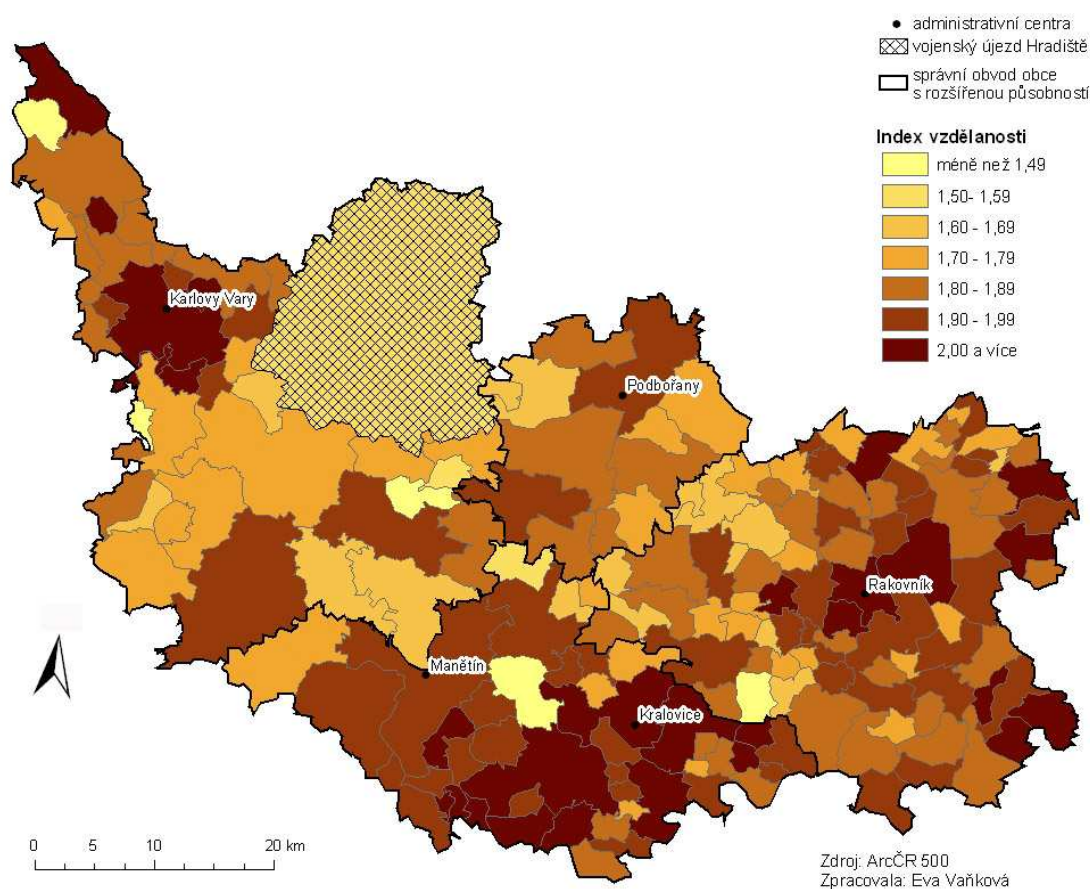 administrativní centra
vojenský újezd Hradiště
správní obvod obce
s rozšířenou působností
Index vzdělanosti
méně než 1,49
1,50- 1,59
1,60 - 1,69
1,70 - 1,79
1,80 - 1,89
1,90 - 1,99
2,00 a více
Karlovy Vary
Podbořany
Rakovník
Manětín
Kralovice
0 5 10 20 km
Zdroj: ArcČR 500
Zpracovala: Eva Vaňková